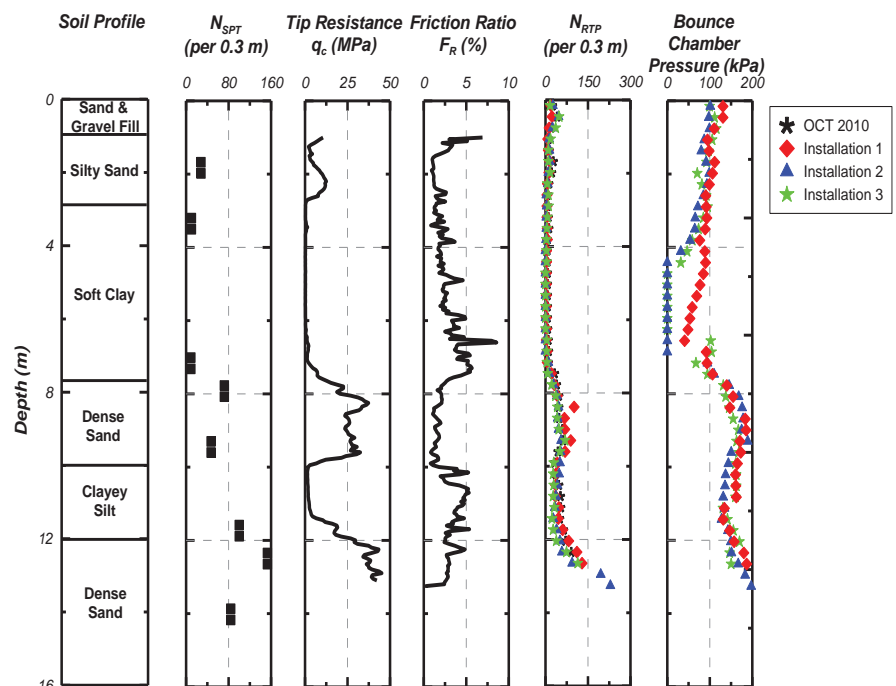 Soil Profile
N_SPT
(per 0.3 m)
Tip Resistance
q_c (MPa)
Friction Ratio
F_R (%)
N_RTP
(per 0.3 m)
Bounce
Chamber
Pressure (kPa)
0 80 160
0 25 50
0 5 10
0 150 300
0 100 200
0
4
8
12
16
Depth (m)
Sand &
Gravel Fill
Silty Sand
Soft Clay
Dense
Sand
Clayey
Silt
Dense
Sand
OCT 2010
Installation 1
Installation 2
Installation 3